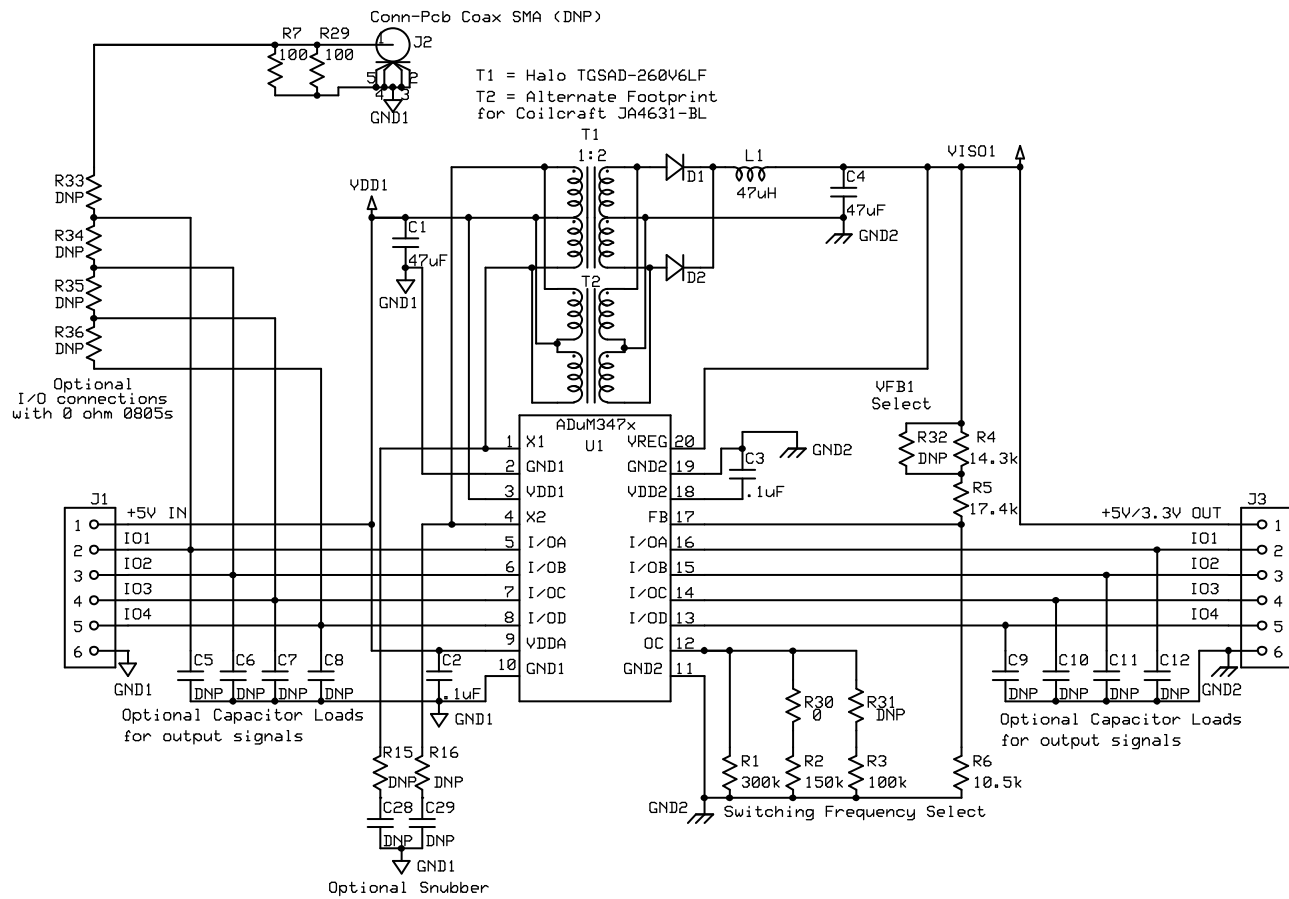 Conn-Pcb Coax SMA (DNP)
R7 R29
100 100
1
J2
5 2
4 3
GND1
T1 = Halo TGSAD-260V6LF
T2 = Alternate Footprint
for Coilcraft JA4631-BL
T1
1:2
D1
L1
47uH
VISO1
C4
47uF
GND2
D2
T2
VDD1
C1
47uF
GND1
R33
DNP
R34
DNP
R35
DNP
R36
DNP
Optional
I/O connections
with 0 ohm 0805s
VFB1
Select
R32
DNP
R4
14.3k
R5
17.4k
ADuM347x
U1
1 X1 VREG 20
2 GND1 GND2 19
3 VDD1 VDD2 18
4 X2 FB 17
5 I/OA I/OA 16
6 I/OB I/OB 15
7 I/OC I/OC 14
8 I/OD I/OD 13
9 VDDA OC 12
10 GND1 GND2 11
C3
.1uF
GND2
J1
1 +5V IN
2 IO1
3 IO2
4 IO3
5 IO4
6
GND1
J3
+5V/3.3V OUT 1
IO1 2
IO2 3
IO3 4
IO4 5
6
GND2
C5 C6 C7 C8
DNP DNP DNP DNP
Optional Capacitor Loads
for output signals
C2
.1uF
GND1
C9 C10 C11 C12
DNP DNP DNP DNP
Optional Capacitor Loads
for output signals
R30
0
R31
DNP
R15 R16
DNP DNP
C28 C29
DNP DNP
GND1
Optional Snubber
R1
300k
R2
150k
R3
100k
R6
10.5k
GND2
Switching Frequency Select